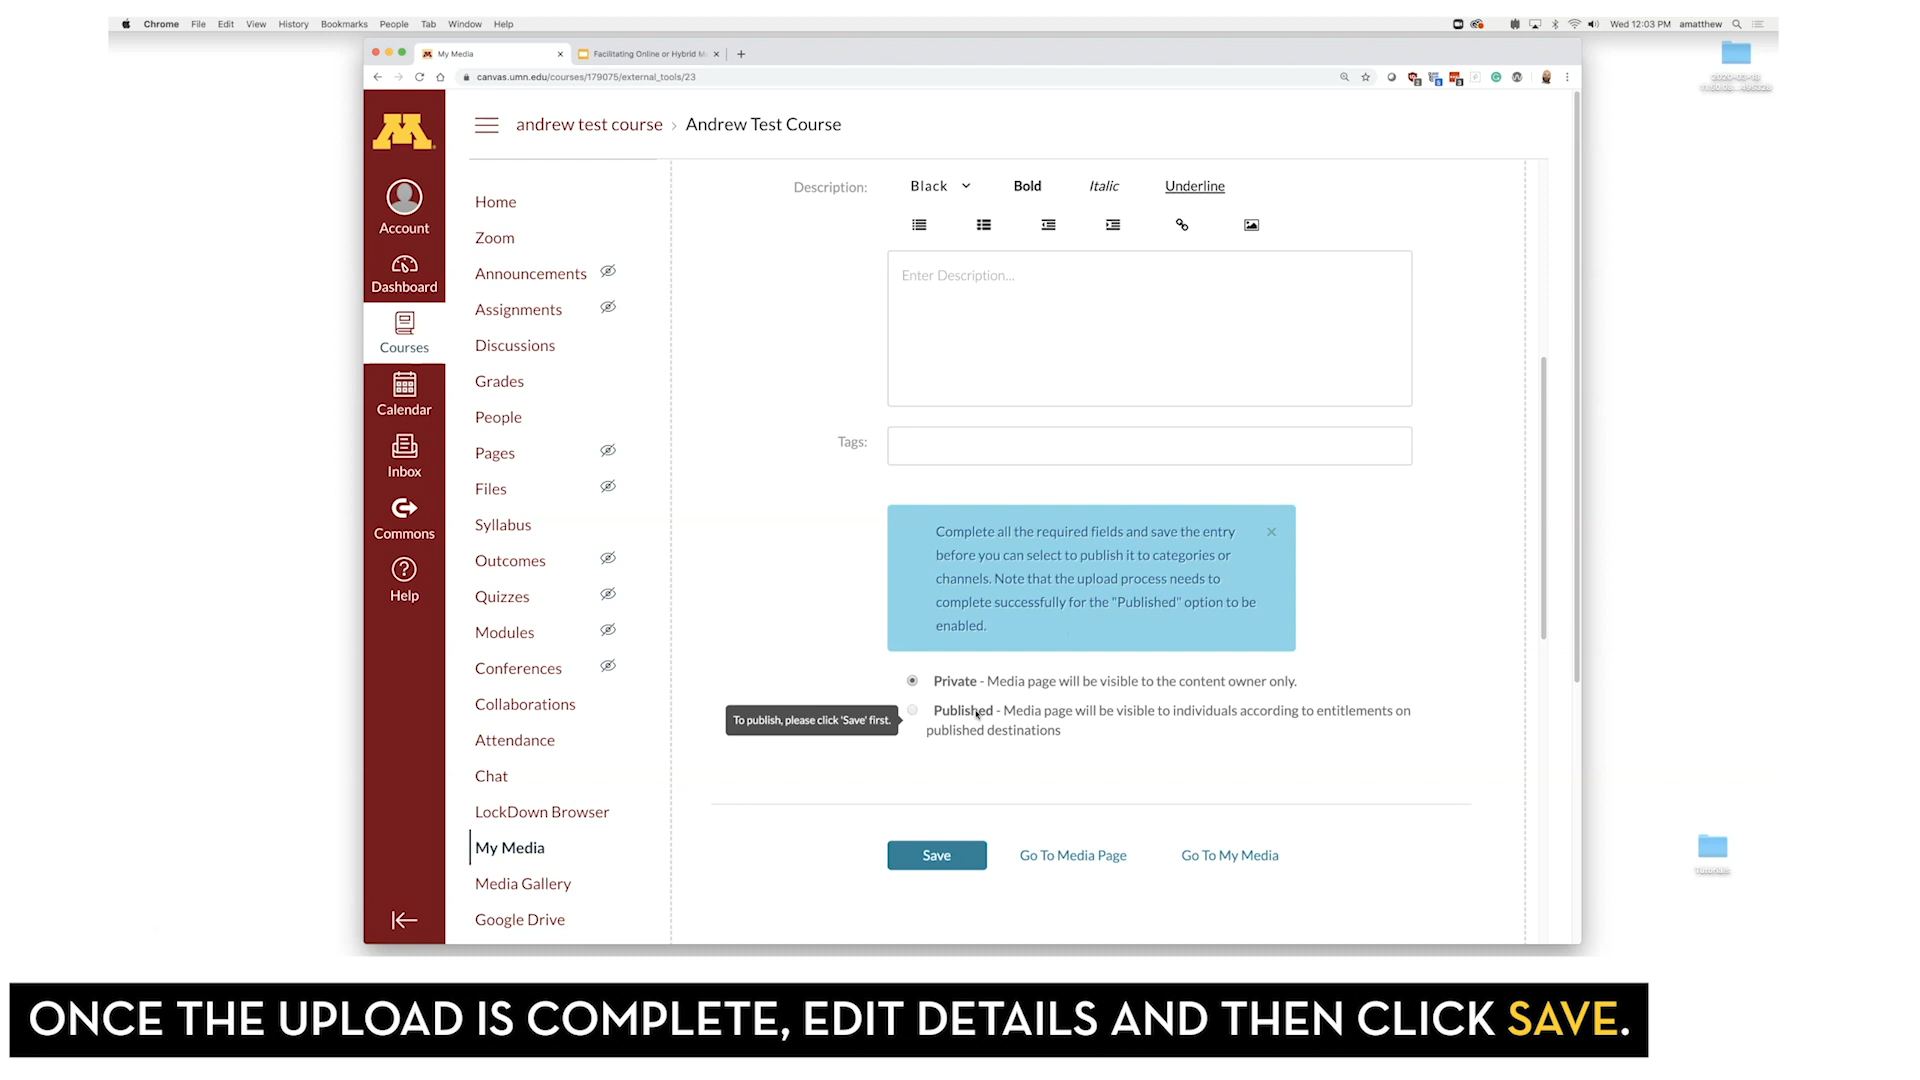 Chrome File Edit View History Bookmarks People Tab Window Help
Wed 12:03 PM amatthew
My Media
Facilitating Online or Hybrid M
canvas.umn.edu/courses/179075/external_tools/23
andrew test course › Andrew Test Course
Account
Dashboard
Courses
Calendar
Inbox
Commons
Help
Home
Zoom
Announcements
Assignments
Discussions
Grades
People
Pages
Files
Syllabus
Outcomes
Quizzes
Modules
Conferences
Collaborations
Attendance
Chat
LockDown Browser
My Media
Media Gallery
Google Drive
Description: Black Bold Italic Underline
Enter Description...
Tags:
Complete all the required fields and save the entry
before you can select to publish it to categories or
channels. Note that the upload process needs to
complete successfully for the "Published" option to be
enabled.
Private - Media page will be visible to the content owner only.
To publish, please click 'Save' first.
Published - Media page will be visible to individuals according to entitlements on
published destinations
Save Go To Media Page Go To My Media
Tutorials
ONCE THE UPLOAD IS COMPLETE, EDIT DETAILS AND THEN CLICK SAVE.